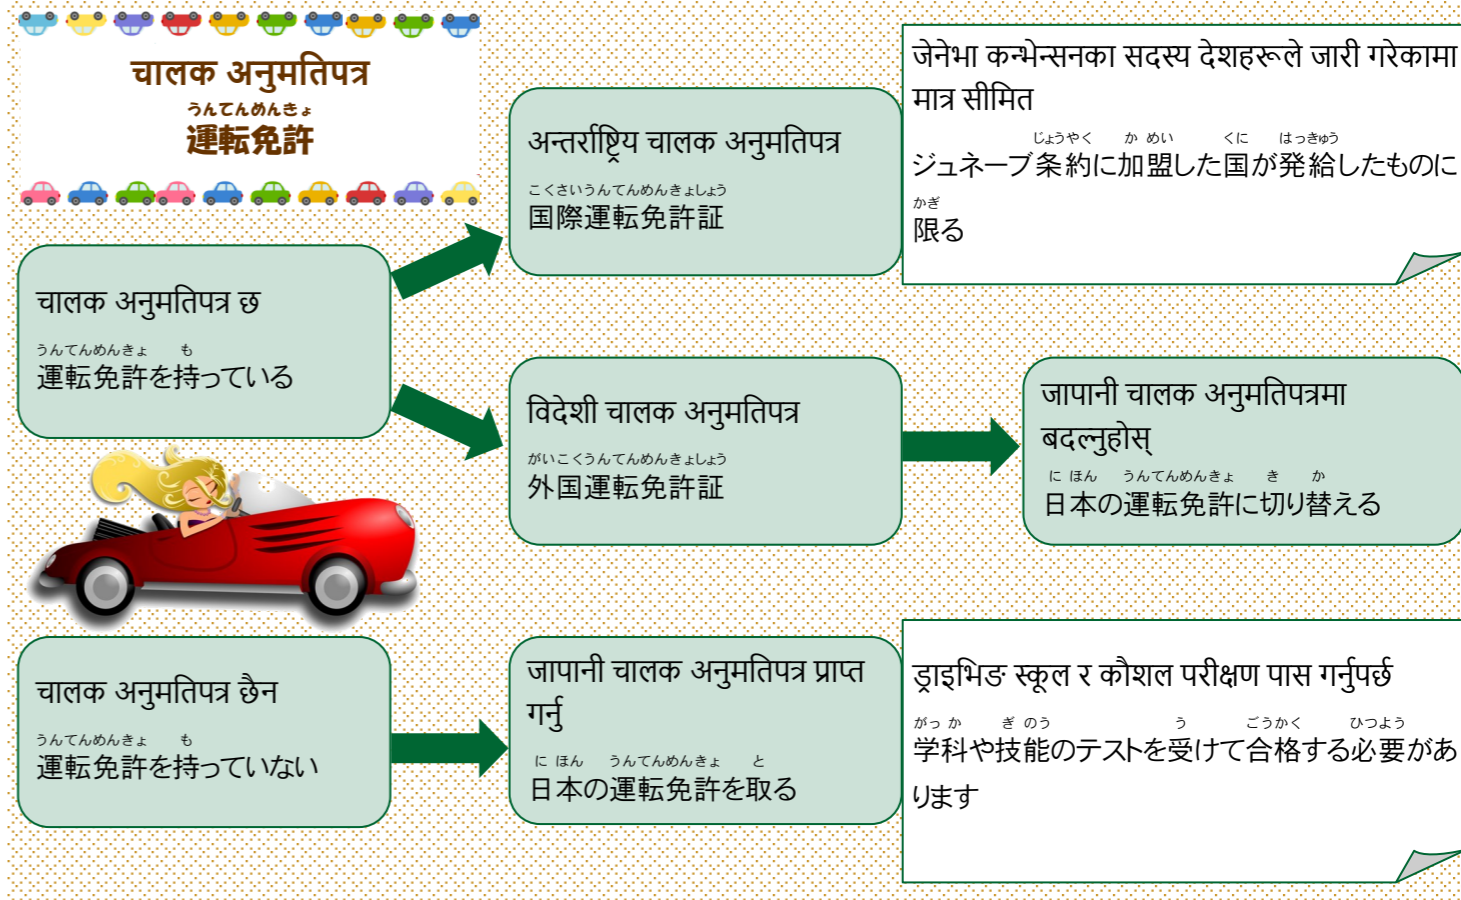 चालक अनुमतिपत्र
うんてんめんきょ
運転免許
चालक अनुमतिपत्र छ
うんてんめんきょ も
運転免許を持っている
अन्तर्राष्ट्रिय चालक अनुमतिपत्र
こくさいうんてんめんきょしょう
国際運転免許証
जेनेभा कन्भेन्सनका सदस्य देशहरूले जारी गरेकामा
मात्र सीमित
じょうやく か めい くに はっきゅう
ジュネーブ条約に加盟した国が発給したものに
かぎ
限る
विदेशी चालक अनुमतिपत्र
がいこくうんてんめんきょしょう
外国運転免許証
जापानी चालक अनुमतिपत्रमा
बदल्नुहोस्
に ほん うんてんめんきょ き か
日本の運転免許に切り替える
चालक अनुमतिपत्र छैन
うんてんめんきょ も
運転免許を持っていない
जापानी चालक अनुमतिपत्र प्राप्त
गर्नु
に ほん うんてんめんきょ と
日本の運転免許を取る
ड्राइभिङ स्कूल र कौशल परीक्षण पास गर्नुपर्छ
がっ か ぎ のう う ごうかく ひつよう
学科や技能のテストを受けて合格する必要があ
ります